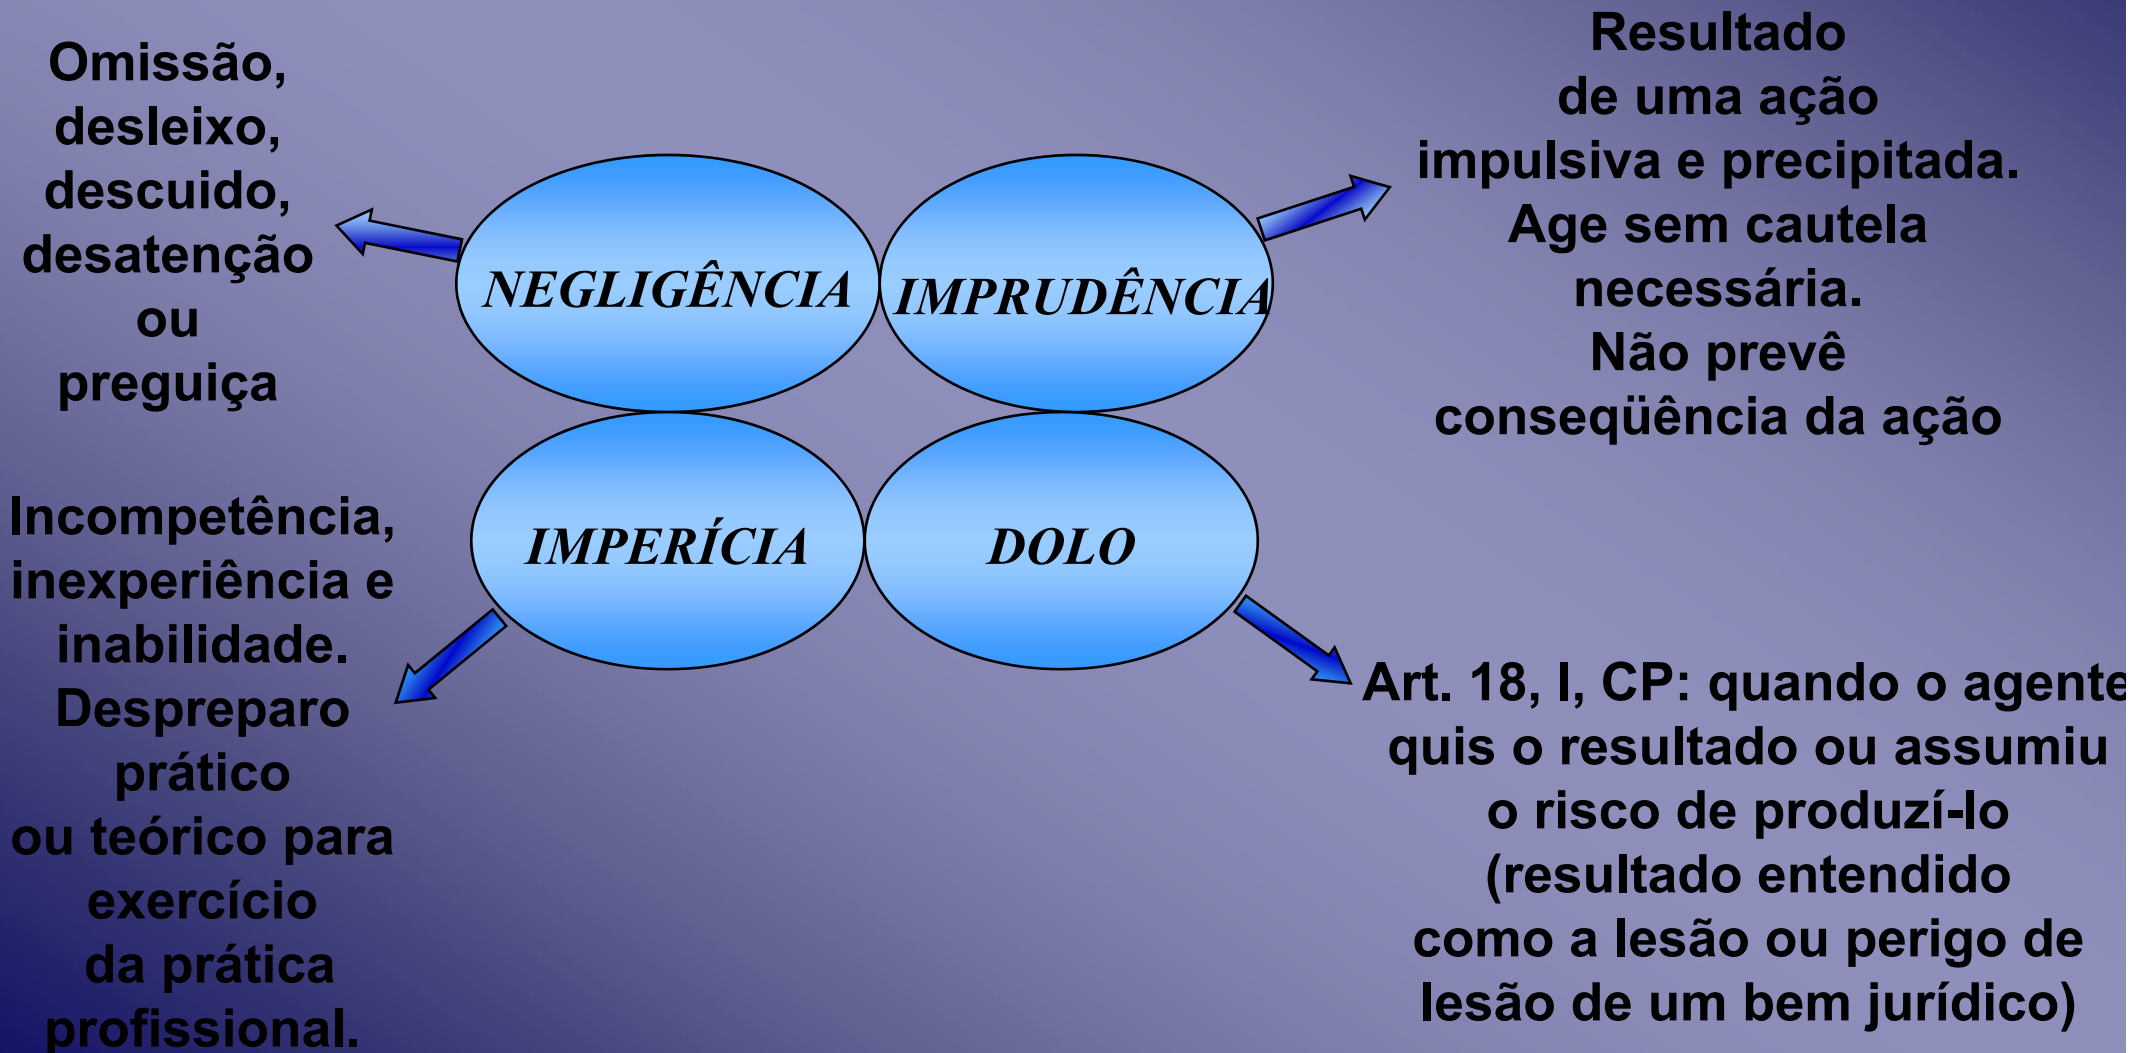 Omissão,
desleixo,
descuido,
desatenção
ou
preguiça
NEGLIGÊNCIA
IMPRUDÊNCIA
Resultado
de uma ação
impulsiva e precipitada.
Age sem cautela
necessária.
Não prevê
conseqüência da ação
Incompetência,
inexperiência e
inabilidade.
Despreparo
prático
ou teórico para
exercício
da prática
profissional.
IMPERÍCIA
DOLO
Art. 18, I, CP: quando o agente
quis o resultado ou assumiu
o risco de produzí-lo
(resultado entendido
como a lesão ou perigo de
lesão de um bem jurídico)